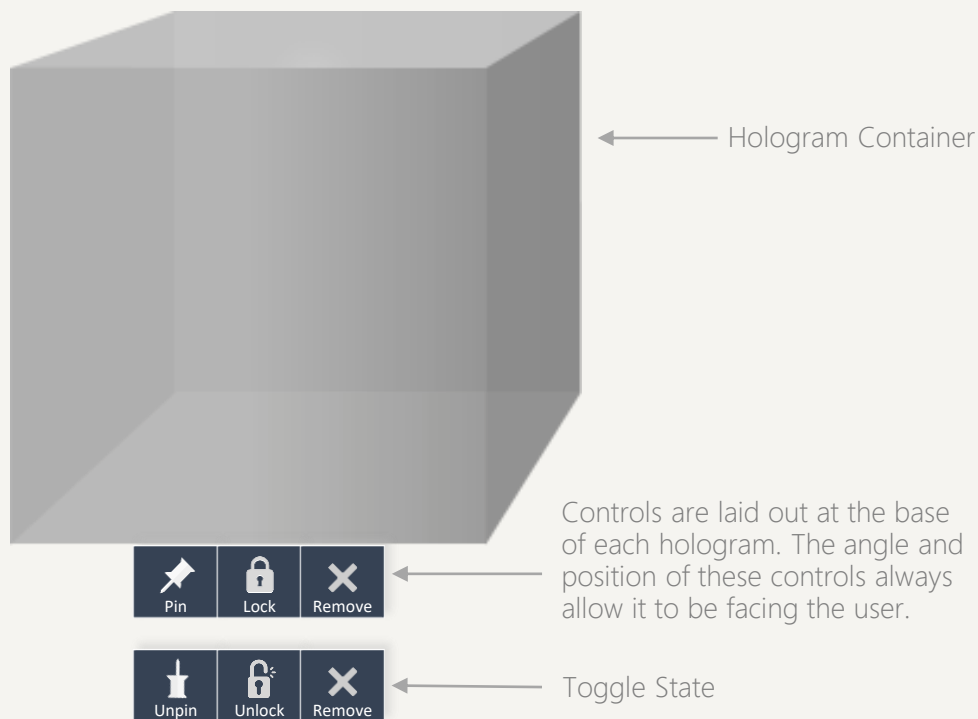 Hologram Container
Controls are laid out at the base
of each hologram. The angle and
position of these controls always
allow it to be facing the user.
Pin Lock Remove
Toggle State
Unpin Unlock Remove